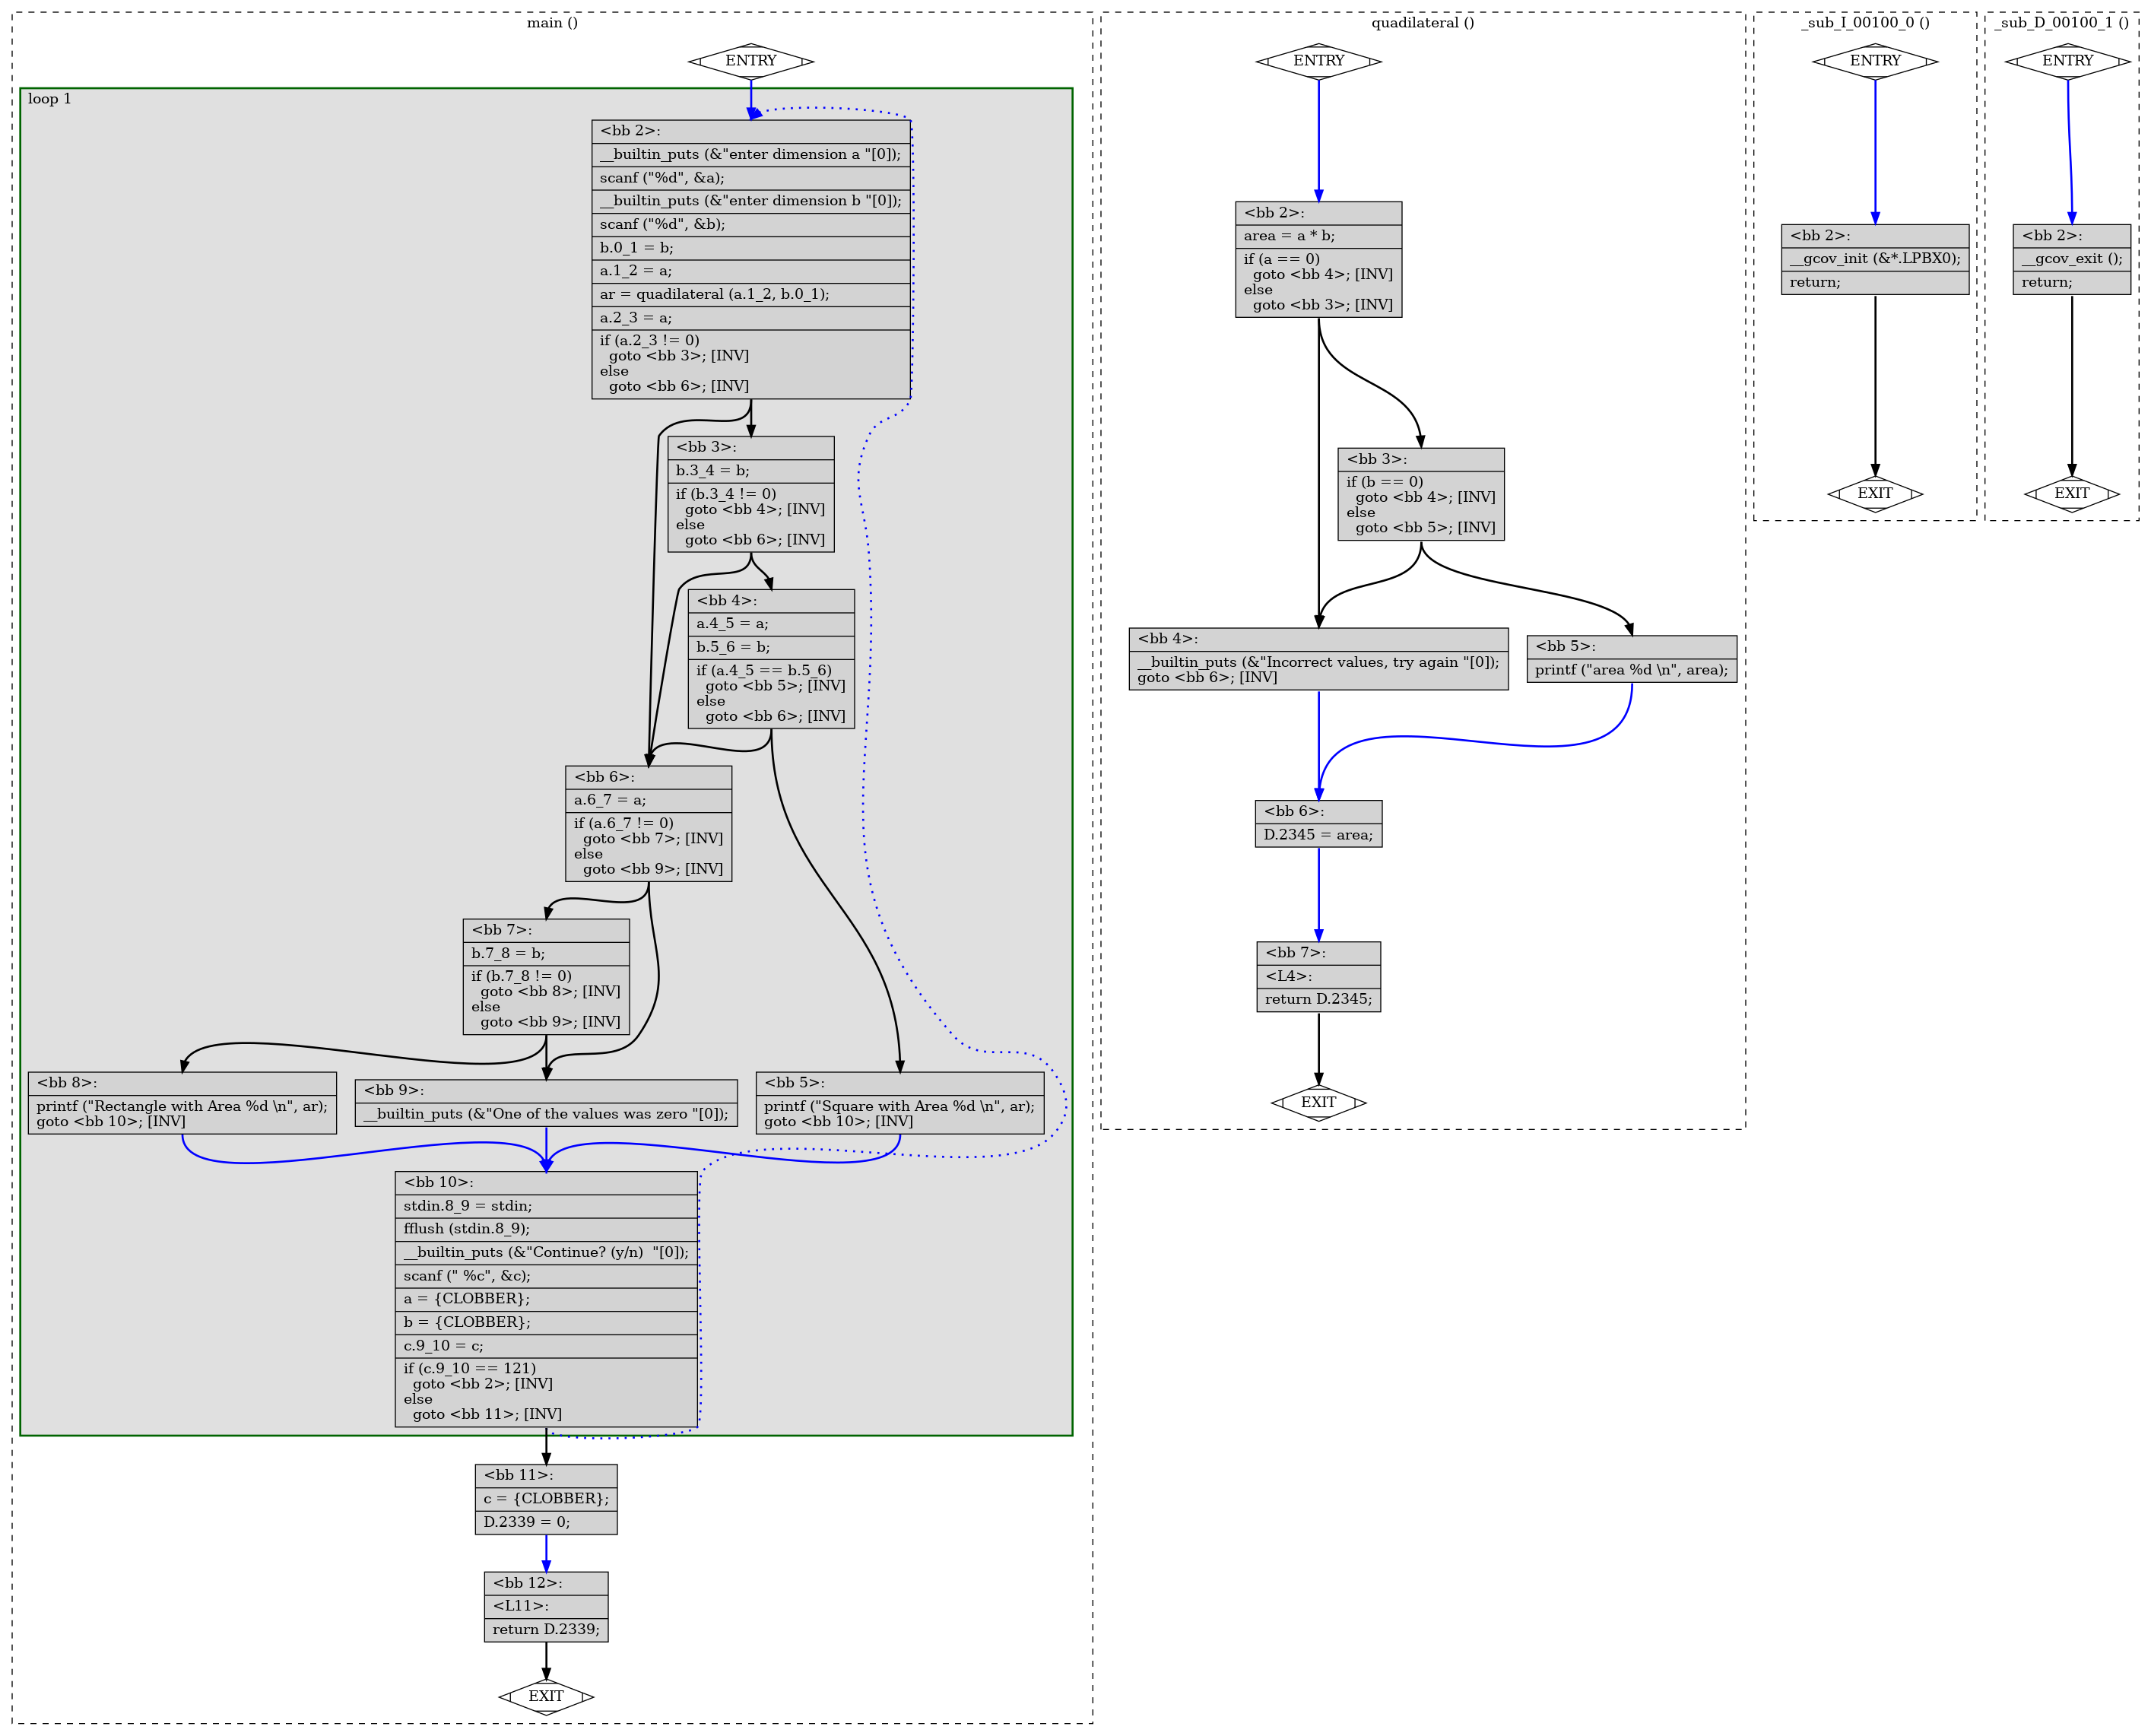 main ()
ENTRY
loop 1
<bb 2>:
__builtin_puts (&"enter dimension a "[0]);
scanf ("%d", &a);
__builtin_puts (&"enter dimension b "[0]);
scanf ("%d", &b);
b.0_1 = b;
a.1_2 = a;
ar = quadilateral (a.1_2, b.0_1);
a.2_3 = a;
if (a.2_3 != 0)
goto <bb 3>; [INV]
else
goto <bb 6>; [INV]
<bb 3>:
b.3_4 = b;
if (b.3_4 != 0)
goto <bb 4>; [INV]
else
goto <bb 6>; [INV]
<bb 4>:
a.4_5 = a;
b.5_6 = b;
if (a.4_5 == b.5_6)
goto <bb 5>; [INV]
else
goto <bb 6>; [INV]
<bb 6>:
a.6_7 = a;
if (a.6_7 != 0)
goto <bb 7>; [INV]
else
goto <bb 9>; [INV]
<bb 7>:
b.7_8 = b;
if (b.7_8 != 0)
goto <bb 8>; [INV]
else
goto <bb 9>; [INV]
<bb 8>:
printf ("Rectangle with Area %d \n", ar);
goto <bb 10>; [INV]
<bb 9>:
__builtin_puts (&"One of the values was zero "[0]);
<bb 5>:
printf ("Square with Area %d \n", ar);
goto <bb 10>; [INV]
<bb 10>:
stdin.8_9 = stdin;
fflush (stdin.8_9);
__builtin_puts (&"Continue? (y/n)  "[0]);
scanf (" %c", &c);
a = {CLOBBER};
b = {CLOBBER};
c.9_10 = c;
if (c.9_10 == 121)
goto <bb 2>; [INV]
else
goto <bb 11>; [INV]
<bb 11>:
c = {CLOBBER};
D.2339 = 0;
<bb 12>:
<L11>:
return D.2339;
EXIT
quadilateral ()
ENTRY
<bb 2>:
area = a * b;
if (a == 0)
goto <bb 4>; [INV]
else
goto <bb 3>; [INV]
<bb 3>:
if (b == 0)
goto <bb 4>; [INV]
else
goto <bb 5>; [INV]
<bb 4>:
__builtin_puts (&"Incorrect values, try again "[0]);
goto <bb 6>; [INV]
<bb 5>:
printf ("area %d \n", area);
<bb 6>:
D.2345 = area;
<bb 7>:
<L4>:
return D.2345;
EXIT
_sub_I_00100_0 ()
ENTRY
<bb 2>:
__gcov_init (&*.LPBX0);
return;
EXIT
_sub_D_00100_1 ()
ENTRY
<bb 2>:
__gcov_exit ();
return;
EXIT